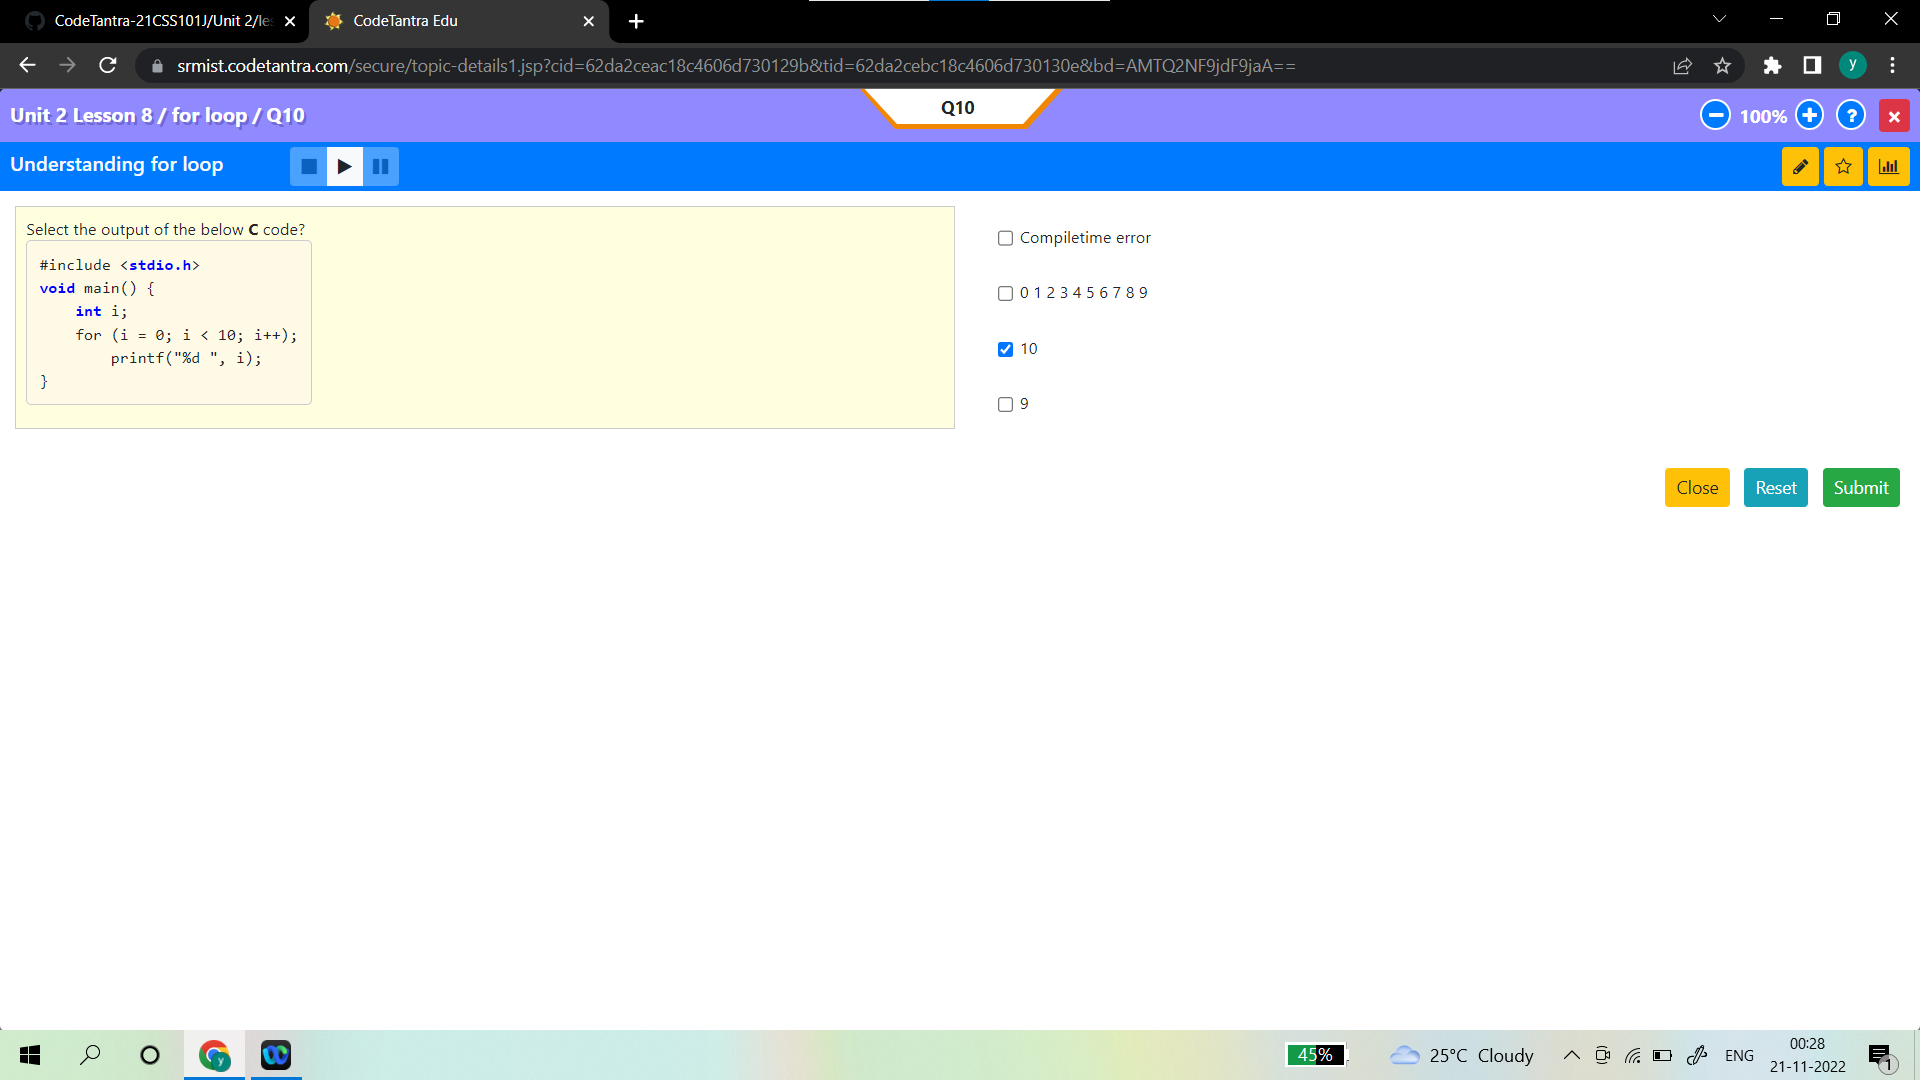 CodeTantra-21CSS101J/Unit 2/les
CodeTantra Edu
srmist.codetantra.com/secure/topic-details1.jsp?cid=62da2ceac18c4606d730129b&tid=62da2cebc18c4606d730130e&bd=AMTQ2NF9jdF9jaA==
y
Unit 2 Lesson 8 / for loop / Q10
Q10
100%
?
Understanding for loop
Select the output of the below C code?
#include <stdio.h>
void main() {
    int i;
    for (i = 0; i < 10; i++);
        printf("%d ", i);
}
Compiletime error
0 1 2 3 4 5 6 7 8 9
10
9
Close
Reset
Submit
y
45%
25°C Cloudy
ENG
00:28
21-11-2022
1